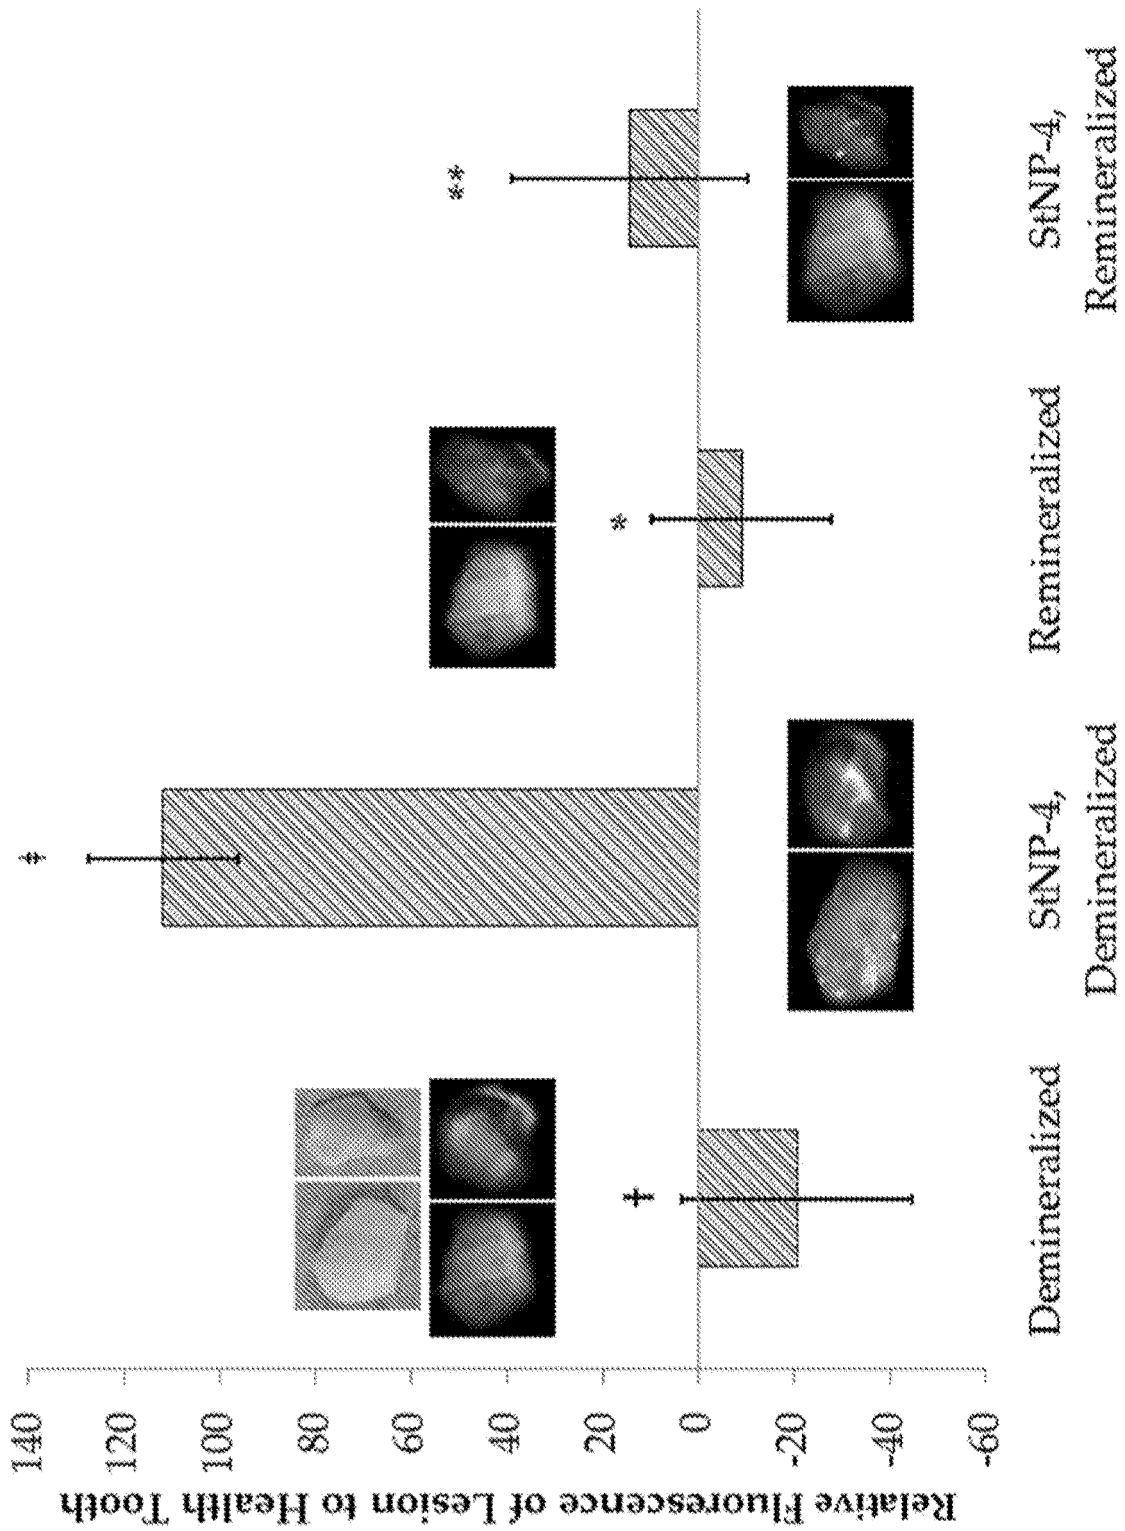 Relative Fluorescence of Lesion to Health Tooth
140
120
100
80
60
40
20
0
-20
-40
-60
‡
†
*
**
Demineralized
StNP-4,
Demineralized
Remineralized
StNP-4,
Remineralized